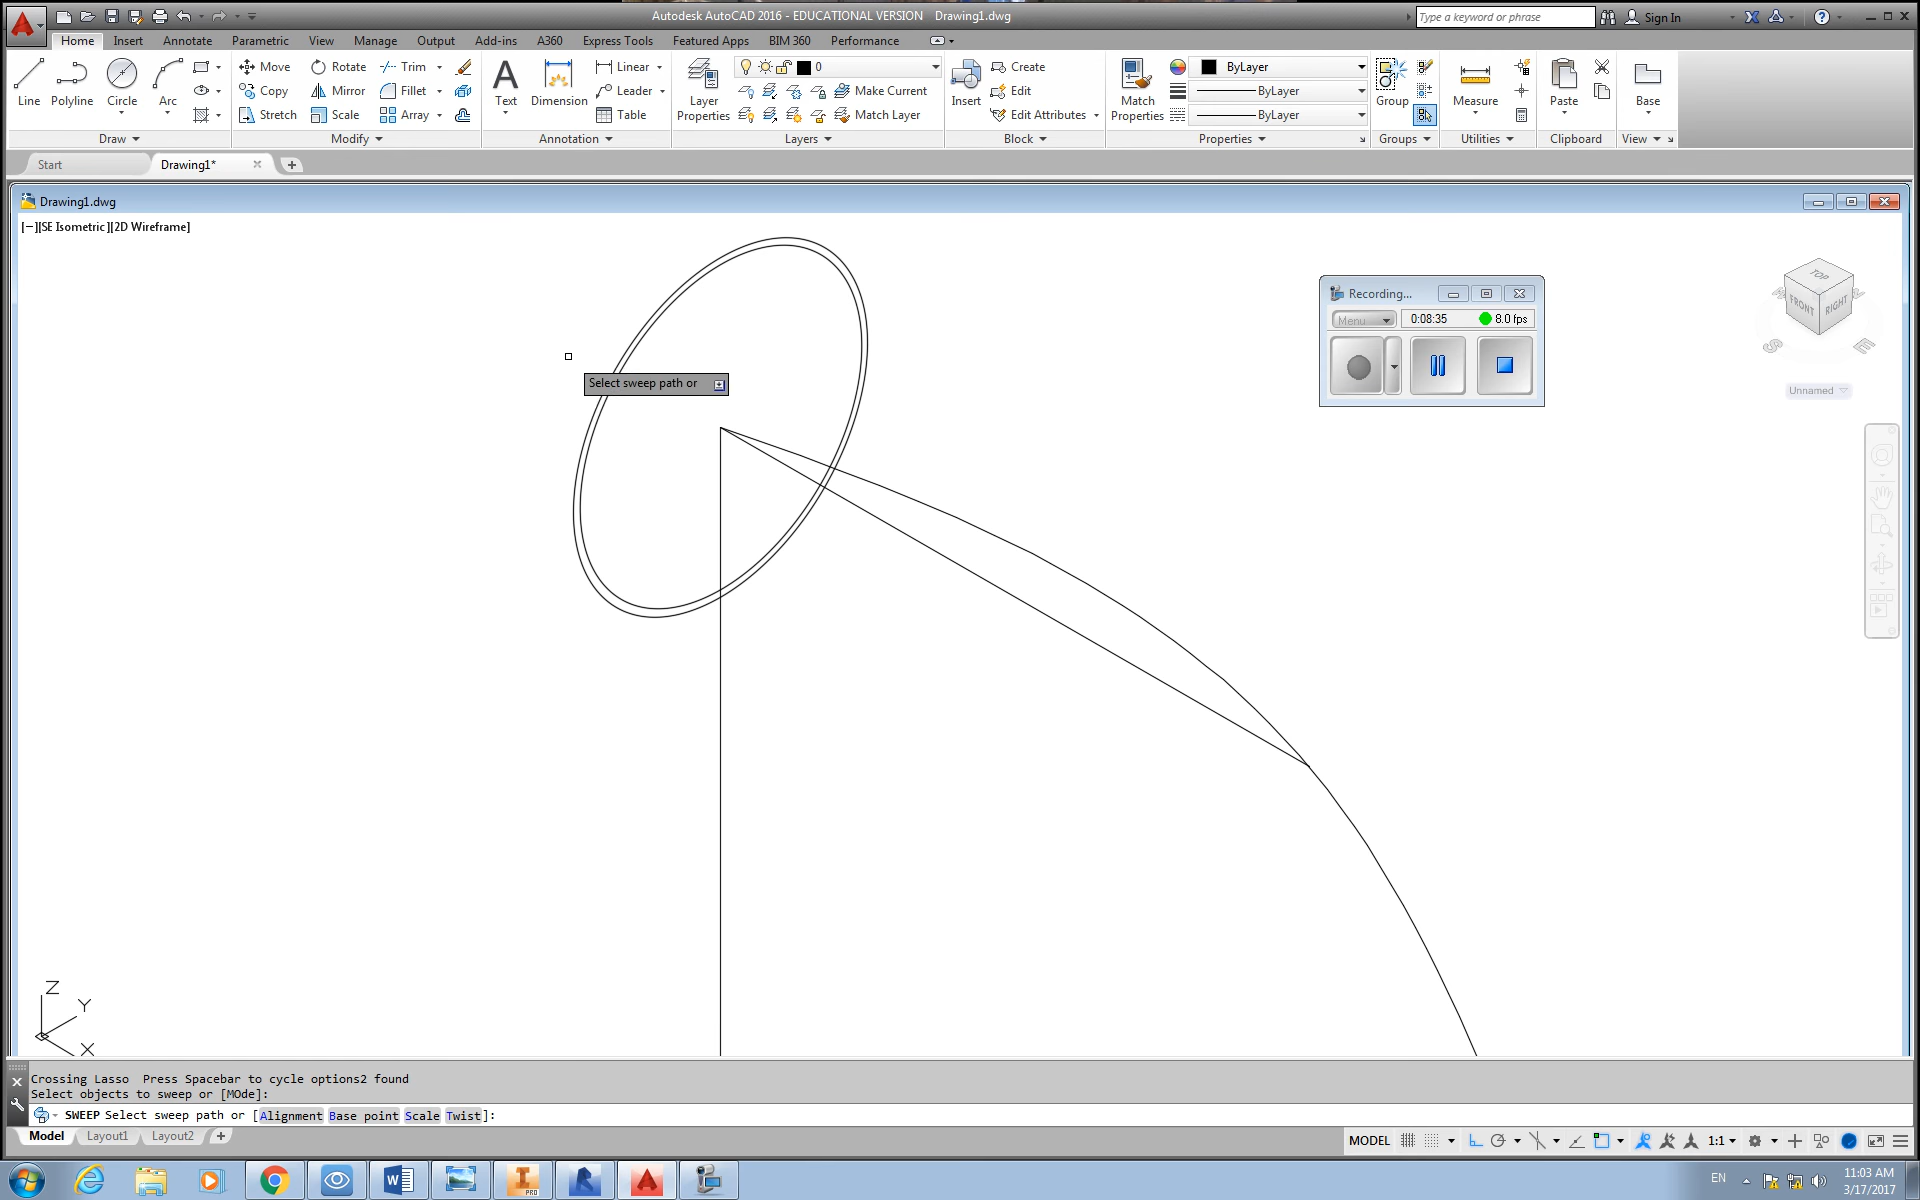 Autodesk AutoCAD 2016 - EDUCATIONAL VERSION Drawing1.dwg
Type a keyword or phrase
Sign In
Home Insert Annotate Parametric View Manage Output Add-ins A360 Express Tools Featured Apps BIM 360 Performance
Line Polyline Circle Arc
Move Rotate Trim
Copy Mirror Fillet
Stretch Scale Array
Text Dimension
Linear
Leader
Table
Layer Properties
0
Make Current
Match Layer
Insert
Create
Edit
Edit Attributes
Match Properties
ByLayer
ByLayer
ByLayer
Group
Measure
Paste
Base
Draw Modify Annotation Layers Block Properties Groups Utilities Clipboard View
Start Drawing1*
Drawing1.dwg
[−][SE Isometric][2D Wireframe]
Recording...
Menu 0:08:35 8.0 fps
TOP
FRONT RIGHT
S E
Unnamed
Select sweep path or
Z
Y
X
Crossing Lasso Press Spacebar to cycle options2 found
Select objects to sweep or [MOde]:
SWEEP Select sweep path or [Alignment Base point Scale Twist]:
Model Layout1 Layout2
MODEL 1:1
PRO
EN
11:03 AM
3/17/2017